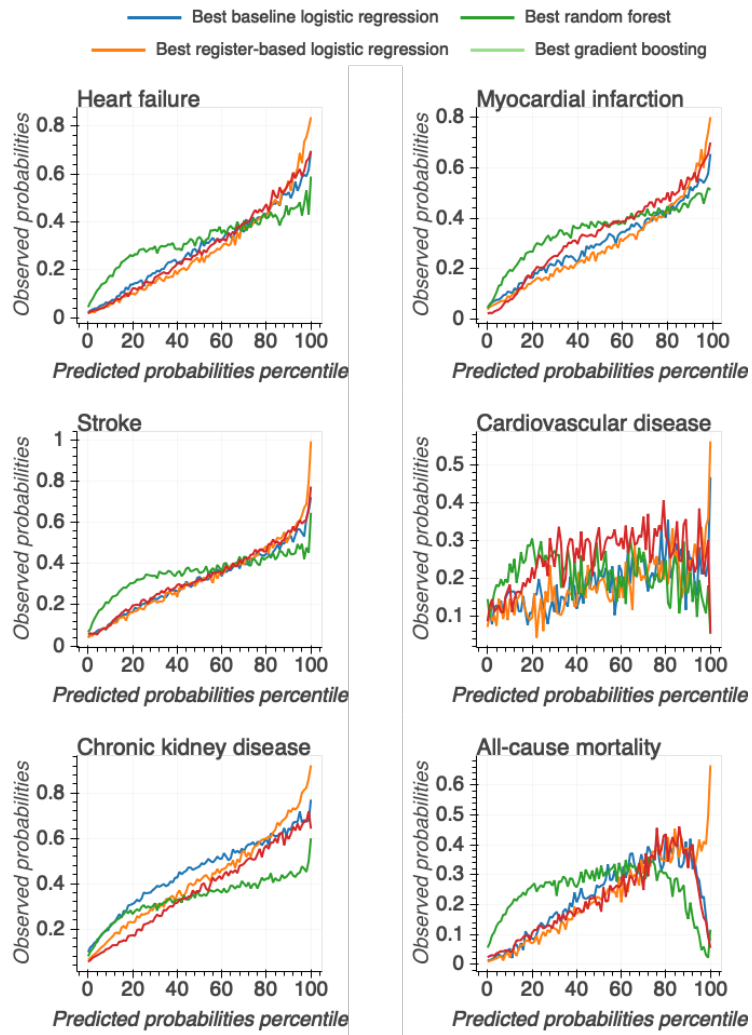 Best baseline logistic regression Best random forest
Best register-based logistic regression Best gradient boosting
Heart failure
Observed probabilities
0.8
0.6
0.4
0.2
0
0 20 40 60 80 100
Predicted probabilities percentile
Myocardial infarction
Observed probabilities
0.8
0.6
0.4
0.2
0
0 20 40 60 80 100
Predicted probabilities percentile
Stroke
Observed probabilities
1
0.8
0.6
0.4
0.2
0
0 20 40 60 80 100
Predicted probabilities percentile
Cardiovascular disease
Observed probabilities
0.5
0.4
0.3
0.2
0.1
0 20 40 60 80 100
Predicted probabilities percentile
Chronic kidney disease
Observed probabilities
0.8
0.6
0.4
0.2
0 20 40 60 80 100
Predicted probabilities percentile
All-cause mortality
Observed probabilities
0.6
0.5
0.4
0.3
0.2
0.1
0
0 20 40 60 80 100
Predicted probabilities percentile